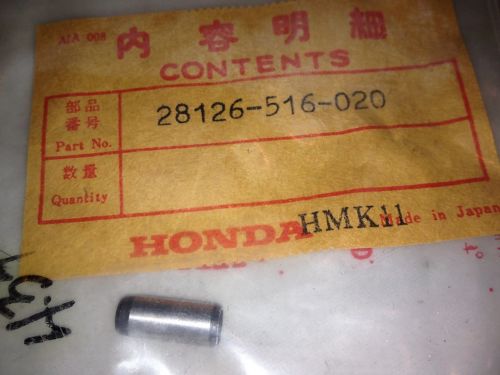 AIA 008
内容明細
CONTENTS
部品
番号
Part No.
28126-516-020
数量
Quantity
HONDA
HMK11
Made in Japan